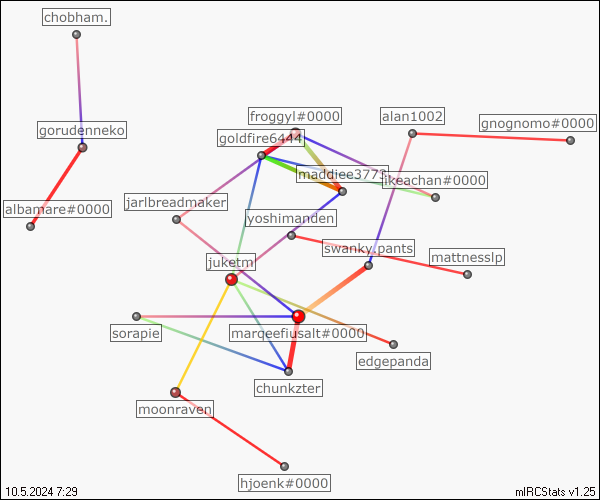 chobham.
froggyl#0000
alan1002
gnognomo#0000
gorudenneko
goldfire6444
maddiee3773
ikeachan#0000
albamare#0000
jarlbreadmaker
yoshimanden
swanky.pants
mattnesslp
juketm
sorapie
marqeefiusalt#0000
edgepanda
chunkzter
moonraven
hjoenk#0000
10.5.2024 7:29
mIRCStats v1.25